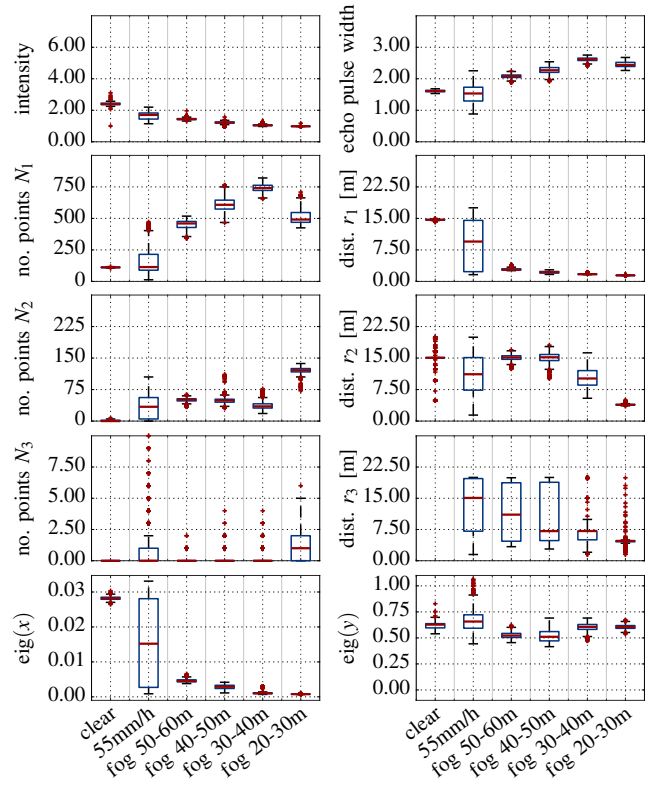 intensity
6.00
4.00
2.00
0.00
echo pulse width
3.00
2.00
1.00
0.00
no. points N1
750
500
250
0
dist. r1 [m]
22.50
15.00
7.50
0.00
no. points N2
225
150
75
0
dist. r2 [m]
22.50
15.00
7.50
0.00
no. points N3
7.50
5.00
2.50
0.00
dist. r3 [m]
22.50
15.00
7.50
0.00
eig(x)
0.03
0.02
0.01
0.00
eig(y)
1.00
0.75
0.50
0.25
0.00
clear
55mm/h
fog 50-60m
fog 40-50m
fog 30-40m
fog 20-30m
clear
55mm/h
fog 50-60m
fog 40-50m
fog 30-40m
fog 20-30m